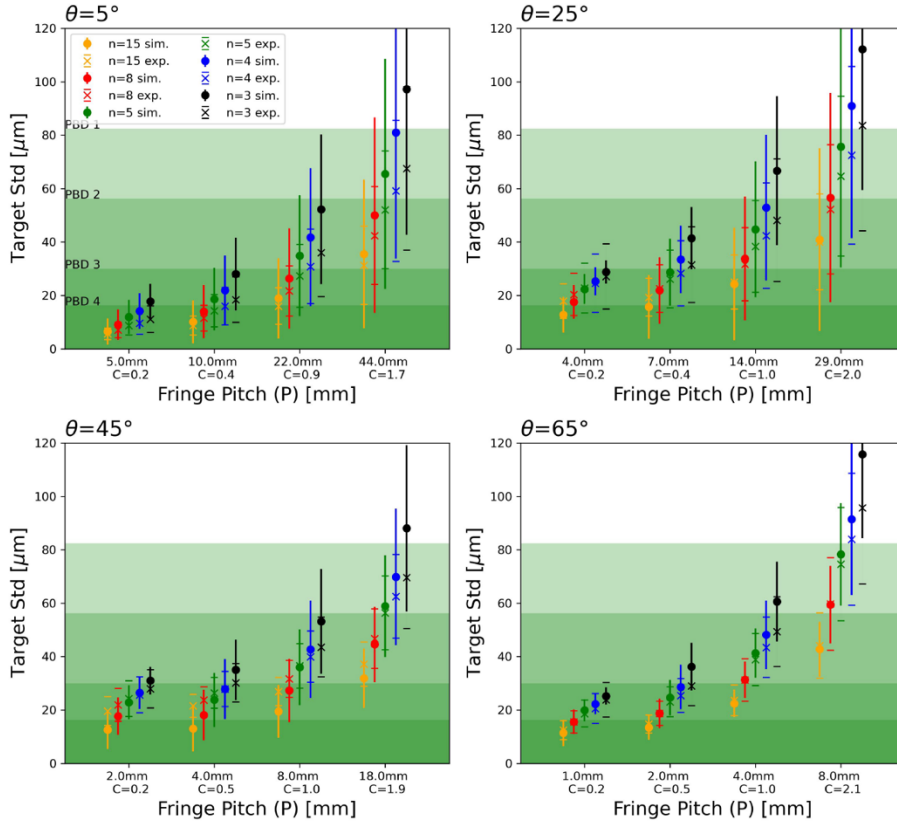 θ=5°
120
100
80
60
40
20
0
Target Std [μm]
n=15 sim.
n=15 exp.
n=8 sim.
n=8 exp.
n=5 sim.
n=5 exp.
n=4 sim.
n=4 exp.
n=3 sim.
n=3 exp.
PBD 1
PBD 2
PBD 3
PBD 4
5.0mm 10.0mm 22.0mm 44.0mm
C=0.2 C=0.4 C=0.9 C=1.7
Fringe Pitch (P) [mm]
θ=25°
120
100
80
60
40
20
0
Target Std [μm]
4.0mm 7.0mm 14.0mm 29.0mm
C=0.2 C=0.4 C=1.0 C=2.0
Fringe Pitch (P) [mm]
θ=45°
120
100
80
60
40
20
0
Target Std [μm]
2.0mm 4.0mm 8.0mm 18.0mm
C=0.2 C=0.5 C=1.0 C=1.9
Fringe Pitch (P) [mm]
θ=65°
120
100
80
60
40
20
0
Target Std [μm]
1.0mm 2.0mm 4.0mm 8.0mm
C=0.2 C=0.5 C=1.0 C=2.1
Fringe Pitch (P) [mm]